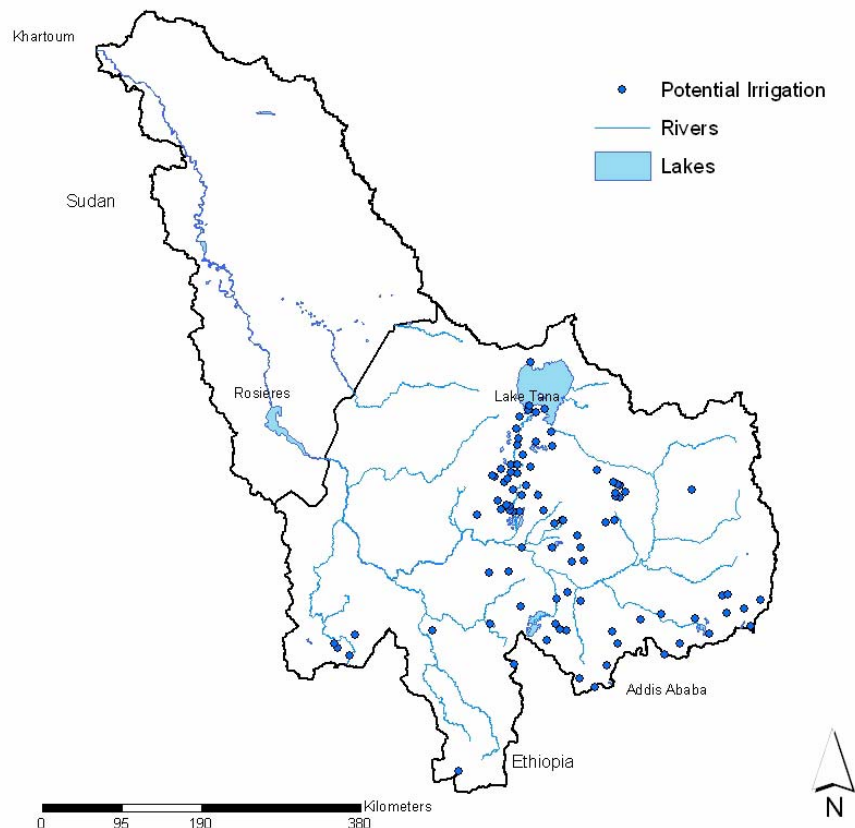 Khartoum
Potential Irrigation
Rivers
Lakes
Sudan
Rosieres
Lake Tana
Addis Ababa
Ethiopia
Kilometers
0 95 190 380
N